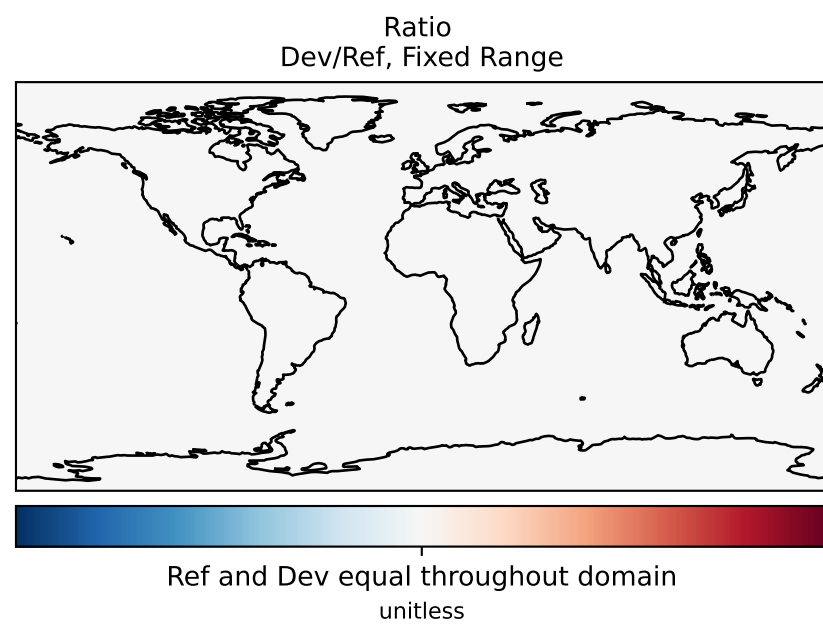 Ratio
Dev/Ref, Fixed Range
Ref and Dev equal throughout domain
unitless